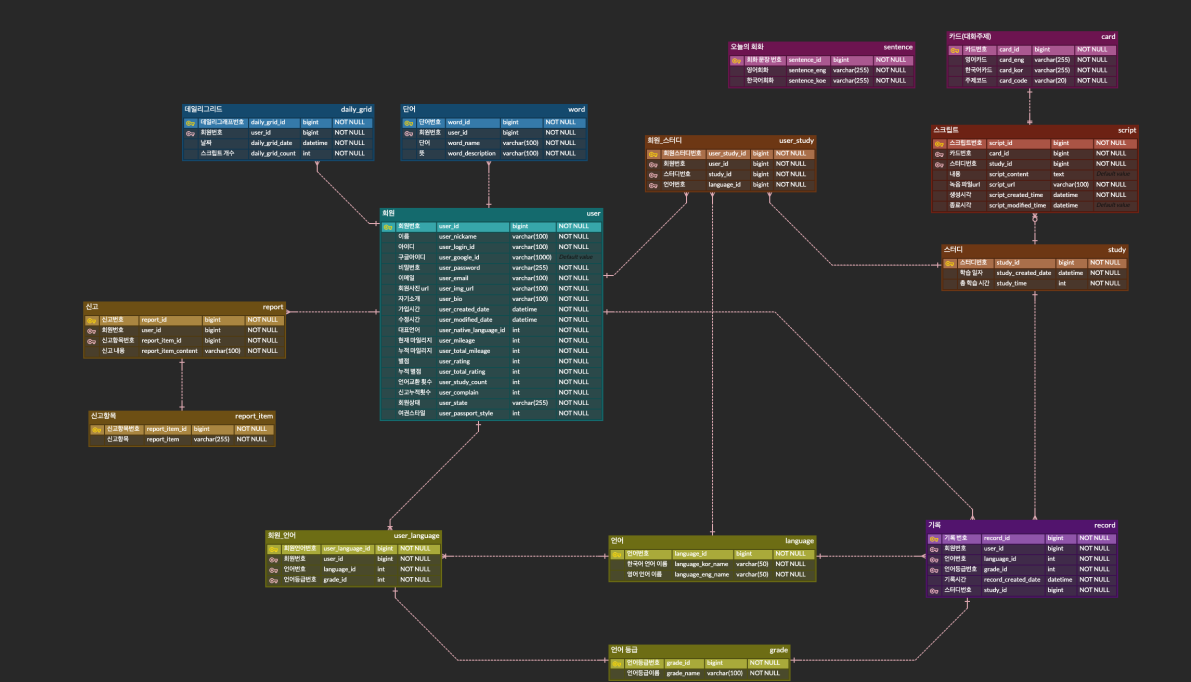 오늘의 회화 sentence
회화 문장 번호 sentence_id bigint NOT NULL
영어회화 sentence_eng varchar(255) NOT NULL
한국어회화 sentence_koe varchar(255) NOT NULL
카드(대화주제) card
카드번호 card_id bigint NOT NULL
영어카드 card_eng varchar(255) NOT NULL
한국어카드 card_kor varchar(255) NOT NULL
주제코드 card_code varchar(20) NOT NULL
데일리그리드 daily_grid
데일리그래프번호 daily_grid_id bigint NOT NULL
회원번호 user_id bigint NOT NULL
날짜 daily_grid_date datetime NOT NULL
스크립트 개수 daily_grid_count int NOT NULL
단어 word
단어번호 word_id bigint NOT NULL
회원번호 user_id bigint NOT NULL
단어 word_name varchar(100) NOT NULL
뜻 word_description varchar(100) NOT NULL
회원_스터디 user_study
회원스터디번호 user_study_id bigint NOT NULL
회원번호 user_id bigint NOT NULL
스터디번호 study_id bigint NOT NULL
언어번호 language_id bigint NOT NULL
스크립트 script
스크립트번호 script_id bigint NOT NULL
카드번호 card_id bigint NOT NULL
스터디번호 study_id bigint NOT NULL
내용 script_content text Default value
녹음 파일url script_url varchar(100) NOT NULL
생성시각 script_created_time datetime NOT NULL
종료시각 script_modified_time datetime Default value
회원 user
회원번호 user_id bigint NOT NULL
이름 user_nickame varchar(100) NOT NULL
아이디 user_login_id varchar(100) NOT NULL
구글아이디 user_google_id varchar(1000) Default value
비밀번호 user_password varchar(255) NOT NULL
이메일 user_email varchar(100) NOT NULL
회원사진 url user_img_url varchar(100) NOT NULL
자기소개 user_bio varchar(100) NOT NULL
가입시간 user_created_date datetime NOT NULL
수정시간 user_modified_date datetime NOT NULL
대표언어 user_native_language_id int NOT NULL
현재 마일리지 user_mileage int NOT NULL
누적 마일리지 user_total_mileage int NOT NULL
별점 user_rating int NOT NULL
누적 별점 user_total_rating int NOT NULL
언어교환 횟수 user_study_count int NOT NULL
신고누적횟수 user_complain int NOT NULL
회원상태 user_state varchar(255) NOT NULL
여권스타일 user_passport_style int NOT NULL
스터디 study
스터디번호 study_id bigint NOT NULL
학습 일자 study_created_date datetime NOT NULL
총 학습 시간 study_time int NOT NULL
신고 report
신고번호 report_id bigint NOT NULL
회원번호 user_id bigint NOT NULL
신고항목번호 report_item_id bigint NOT NULL
신고 내용 report_item_content varchar(100) NOT NULL
신고항목 report_item
신고항목번호 report_item_id bigint NOT NULL
신고항목 report_item varchar(255) NOT NULL
회원_언어 user_language
회원언어번호 user_language_id bigint NOT NULL
회원번호 user_id bigint NOT NULL
언어번호 language_id int NOT NULL
언어등급번호 grade_id int NOT NULL
언어 language
언어번호 language_id bigint NOT NULL
한국어 언어 이름 language_kor_name varchar(50) NOT NULL
영어 언어 이름 language_eng_name varchar(50) NOT NULL
기록 record
기록 번호 record_id bigint NOT NULL
회원번호 user_id bigint NOT NULL
언어번호 language_id int NOT NULL
언어등급번호 grade_id int NOT NULL
기록시간 record_created_date datetime NOT NULL
스터디번호 study_id bigint NOT NULL
언어 등급 grade
언어등급번호 grade_id bigint NOT NULL
언어등급이름 grade_name varchar(100) NOT NULL